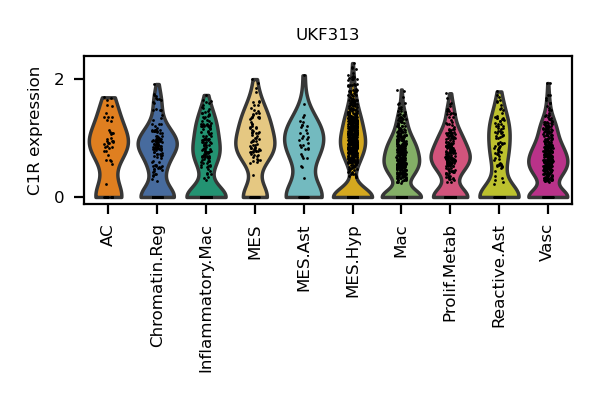 UKF313
C1R expression
2
0
AC
Chromatin.Reg
Inflammatory.Mac
MES
MES.Ast
MES.Hyp
Mac
Prolif.Metab
Reactive.Ast
Vasc